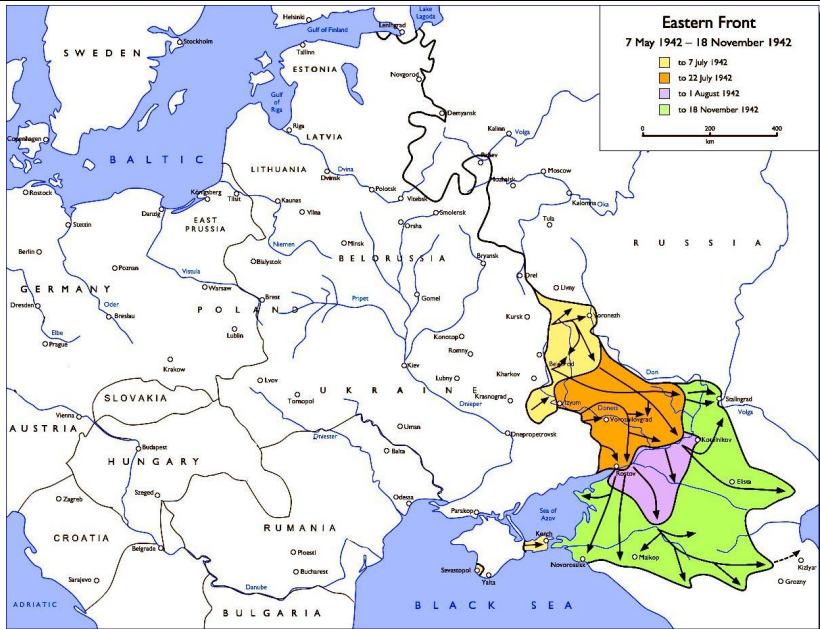 Eastern Front
7 May 1942 – 18 November 1942
to 7 July 1942
to 22 July 1942
to 1 August 1942
to 18 November 1942
0 200 400
km
Helsinki
Gulf of Finland
Leningrad
Lake
Lagoda
SWEDEN
Stockholm
Tallinn
ESTONIA
Novgorod
Gulf
of
Riga
Riga
LATVIA
Demyansk
Kalinn
Volga
Copenhagen
BALTIC
LITHUANIA
Dvina
Dvinsk
Rzhev
Mozhaisk
Moscow
Polotsk
Vitebsk
Kalomna
Oka
Rostock
Königsberg
Tilsit
Kaunas
Vilna
Smolensk
Tula
Danzig
EAST
PRUSSIA
Stettin
Orsha
RUSSIA
Niemen
Minsk
Berlin
BELORUSSIA
Bryansk
Poznan
Bialystok
Orel
Vistula
GERMANY
Warsaw
Brest
Pripet
Gomel
Livny
Dresden
Oder
Breslau
POLAND
Kursk
Voronezh
Elbe
Prague
Lublin
Konotop
Romny
Krakow
Kiev
Belgorod
Lvov
Lubny
Kharkov
Don
SLOVAKIA
Tornopol
UKRAINE
Krasnograd
Dnieper
Izyum
Donets
Stalingrad
Volga
Vienna
AUSTRIA
Uman
Voroshilovgrad
Dniester
Dnepropetrovsk
Kotelnikov
Budapest
Balta
HUNGARY
Rostov
Elista
Szeged
Zagreb
Odessa
Parskop
Sea of
Azov
CROATIA
RUMANIA
Kerch
Belgrade
Ploesti
Maikop
Novorossisk
Kizlyar
Sarajevo
Bucharest
Sevastopol
Yalta
Grozny
Danube
ADRIATIC
BULGARIA
BLACK SEA